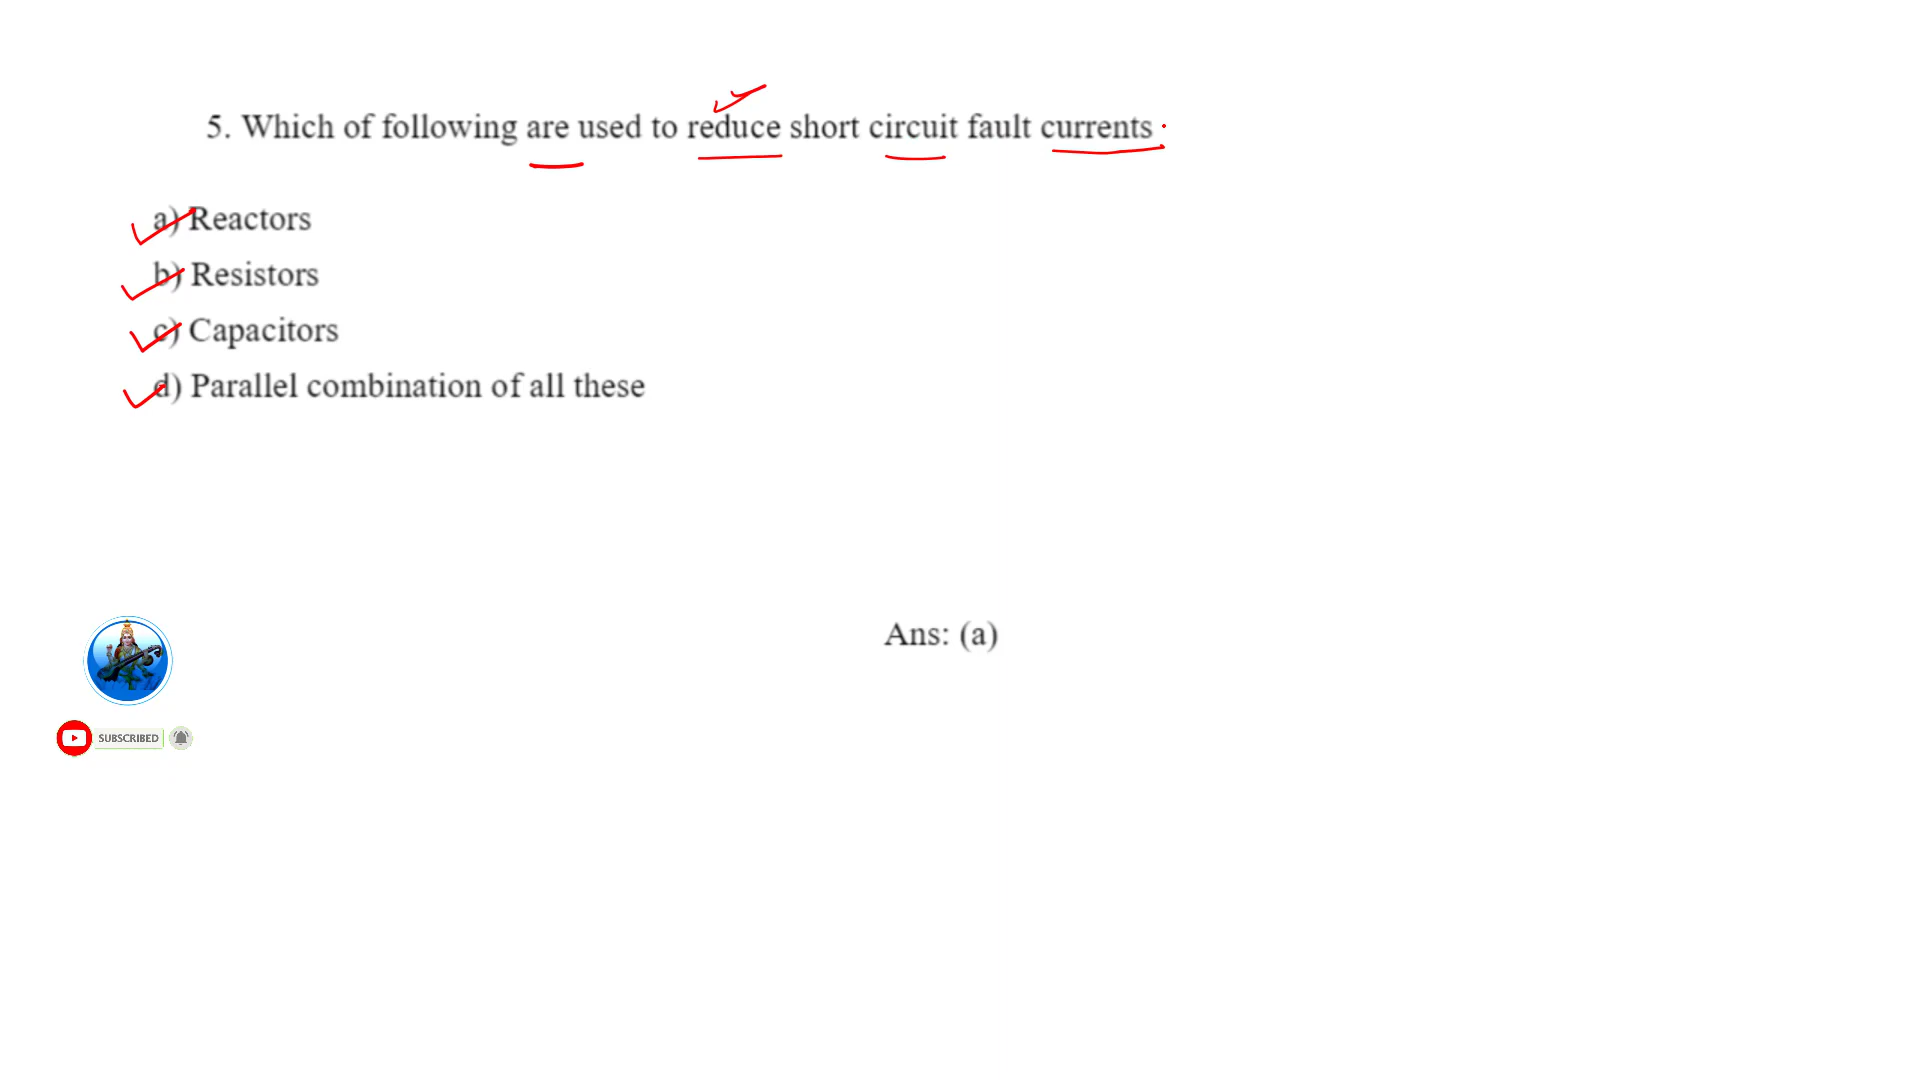 5. Which of following are used to reduce short circuit fault currents
a) Reactors
b) Resistors
c) Capacitors
d) Parallel combination of all these
Ans: (a)
SUBSCRIBED